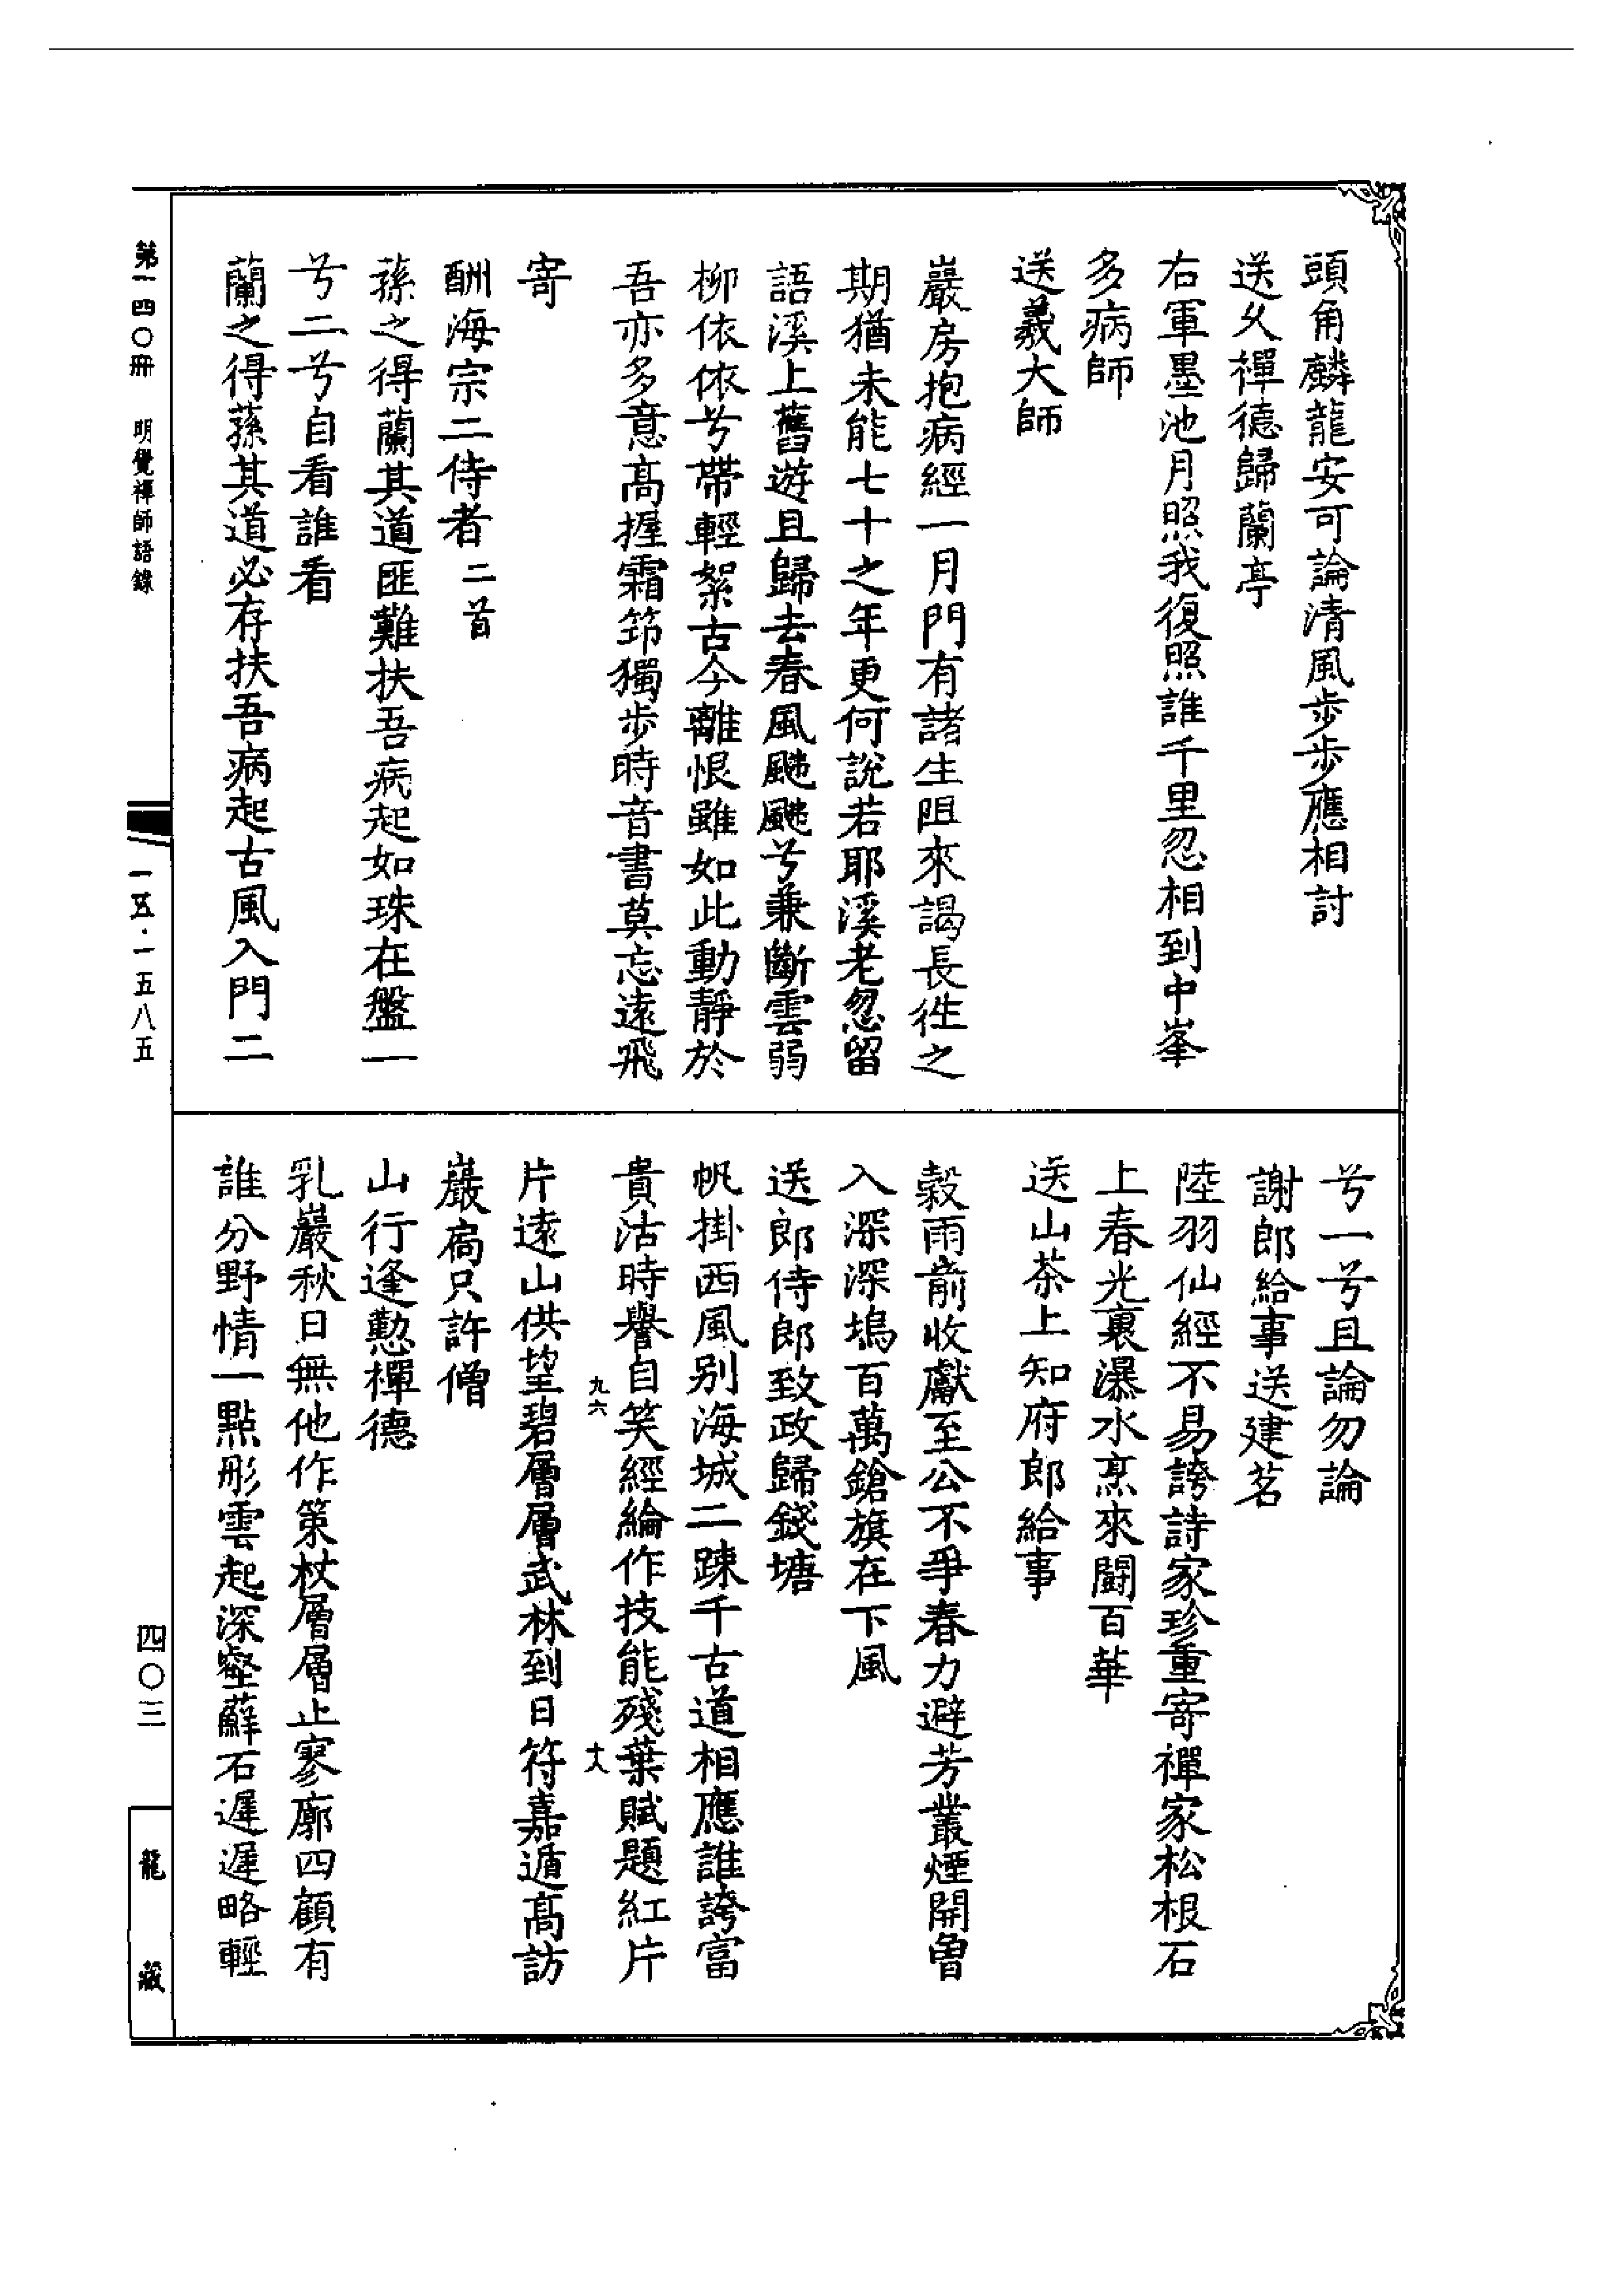 頭角麟龍安可論清風步步應相討
送久禪德歸蘭亭
右軍墨池月照我復照誰千里忽相到中峯
多病師
送羲大師
巖房抱病經一月門有諸生阻來謁長徃之
期猶未能七十之年更何說若耶溪老忽留
語溪上舊遊且歸去春風颭颭兮兼斷雲弱
柳依依兮帶輕絮古今離恨雖如此動靜於
吾亦多意高握霜筇獨步時音書莫忘遠飛
寄
酬海宗二侍者二首
蓀之得蘭其道匪難扶吾病起如珠在盤一
兮二兮自看誰看
蘭之得蓀其道必存扶吾病起古風入門二
兮一兮且論勿論
謝郎給事送建茗
陸羽仙經不易誇詩家珍重寄禪家松根石
上春光裏瀑水烹來鬪百華
送山茶上知府郎給事
穀雨前收獻至公不爭春力避芳叢煙開曾
入深深塢百萬鎗旗在下風
送郎侍郎致政歸錢塘
帆掛西風別海城二踈千古道相應誰誇富
貴沽時譽自笑經綸作技能殘葉賦題紅片
九六
十八
片遠山供望碧層層武林到日符嘉遁高訪
巖扃只許僧
山行逢懃禪德
乳巖秋日無他作策杖層層止寥廓四顧有
誰分野情一點彤雲起深壑蘚石遲遲略輕
第一四〇冊 明覺禪師語錄
一五·一五八五
四〇三
龍藏